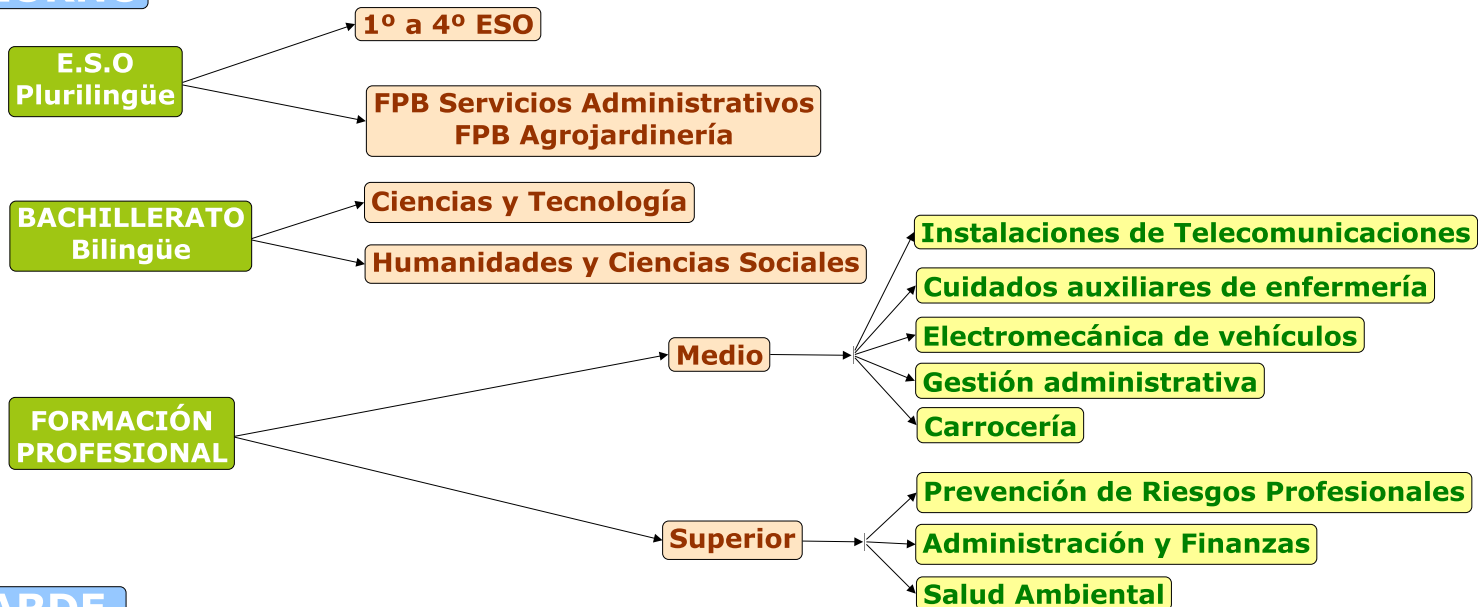 1º a 4º ESO
E.S.O
Plurilingüe
FPB Servicios Administrativos
FPB Agrojardinería
BACHILLERATO
Bilingüe
Ciencias y Tecnología
Humanidades y Ciencias Sociales
FORMACIÓN
PROFESIONAL
Medio
Instalaciones de Telecomunicaciones
Cuidados auxiliares de enfermería
Electromecánica de vehículos
Gestión administrativa
Carrocería
Superior
Prevención de Riesgos Profesionales
Administración y Finanzas
Salud Ambiental